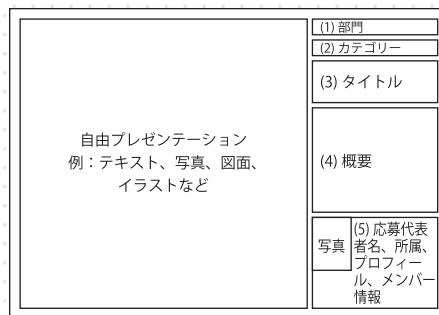 自由プレゼンテーション
例：テキスト、写真、図面、
イラストなど
(1) 部門
(2) カテゴリー
(3) タイトル
(4) 概要
写真
(5) 応募代表
者名、所属、
プロフィー
ル、メンバー
情報